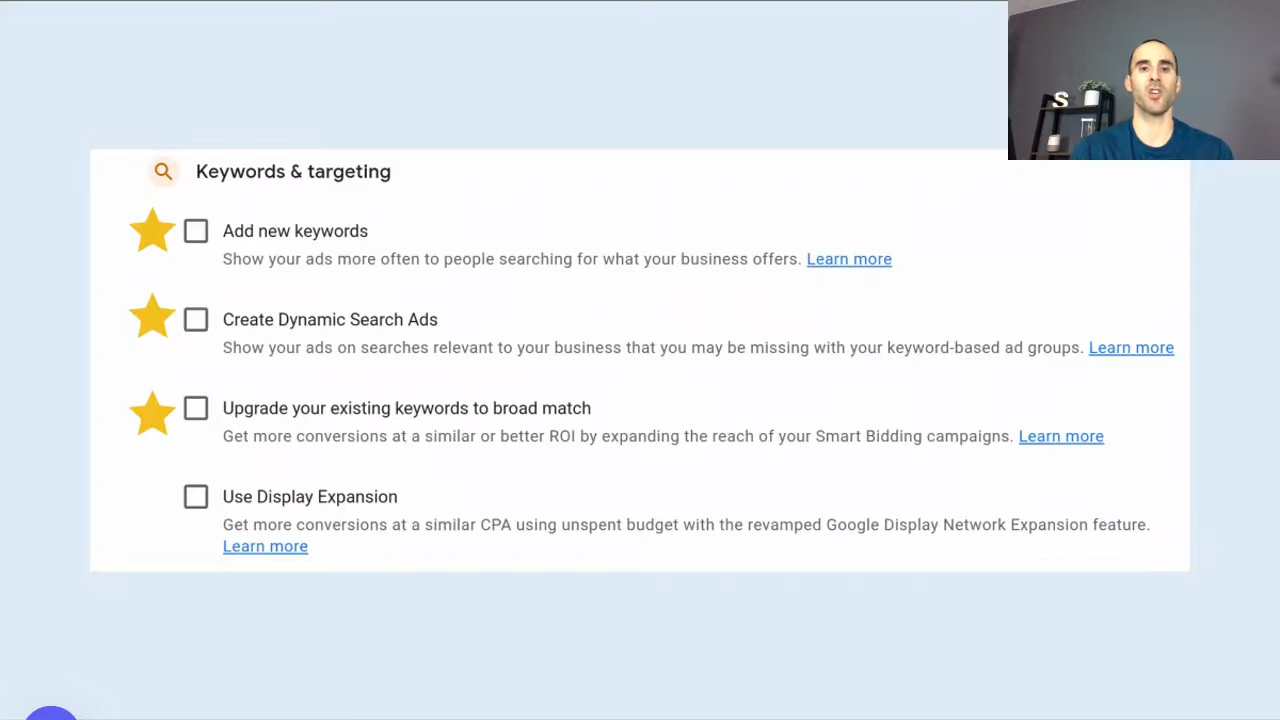 S
Keywords & targeting
Add new keywords
Show your ads more often to people searching for what your business offers. Learn more
Create Dynamic Search Ads
Show your ads on searches relevant to your business that you may be missing with your keyword-based ad groups. Learn more
Upgrade your existing keywords to broad match
Get more conversions at a similar or better ROI by expanding the reach of your Smart Bidding campaigns. Learn more
Use Display Expansion
Get more conversions at a similar CPA using unspent budget with the revamped Google Display Network Expansion feature.
Learn more